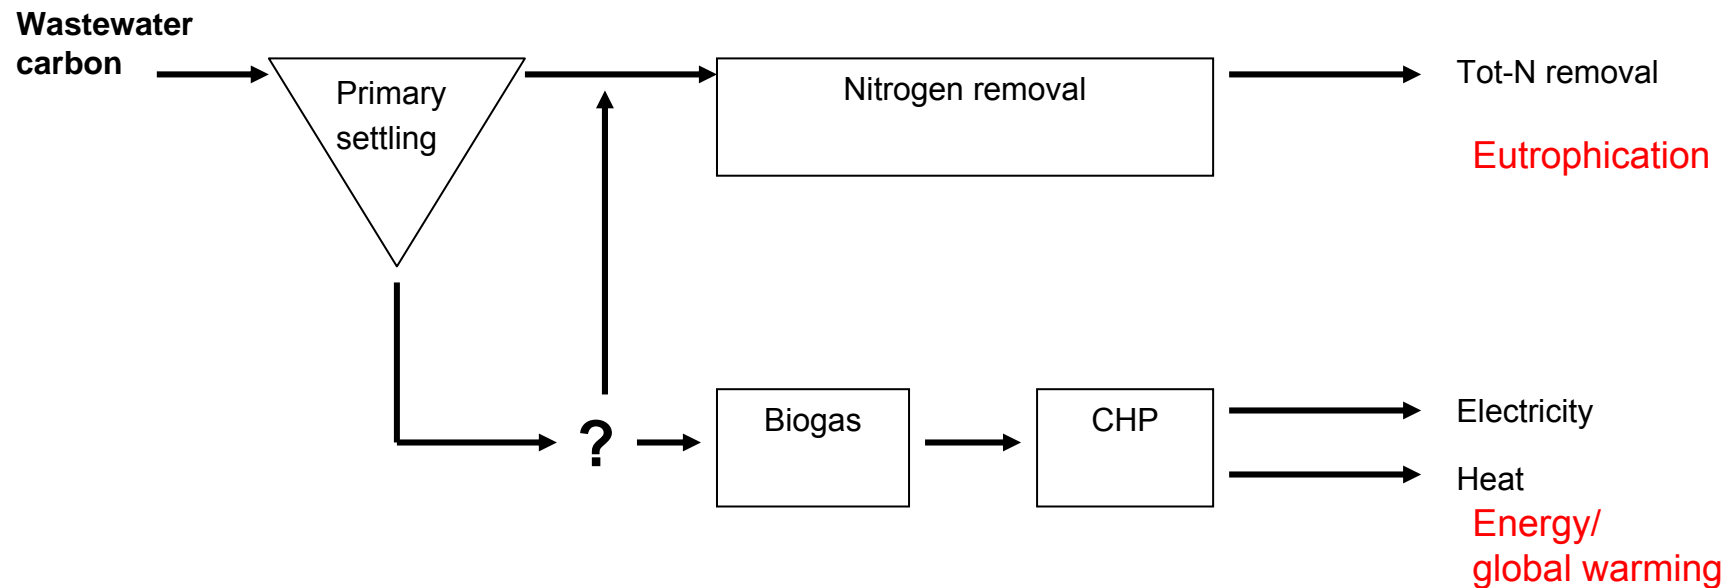 Wastewater
carbon
Primary
settling
Nitrogen removal
Tot-N removal
Eutrophication
?
Biogas
CHP
Electricity
Heat
Energy/
global warming